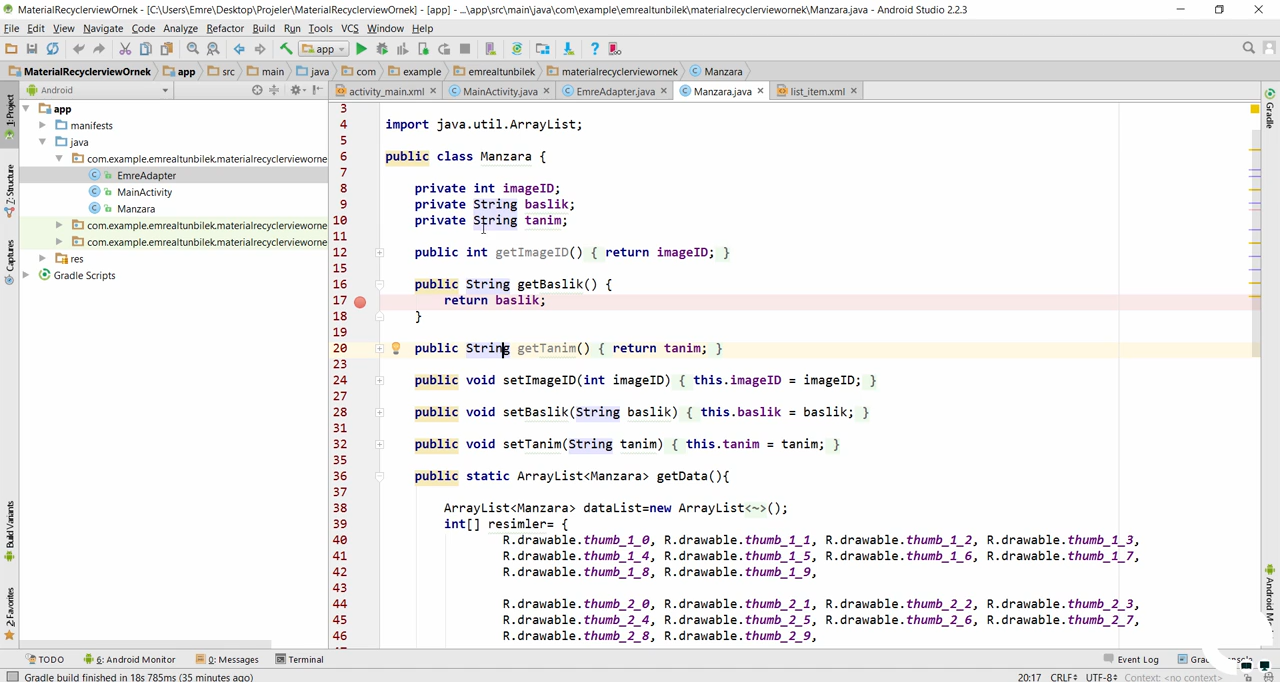 MaterialRecyclerviewOrnek - [C:\Users\Emre\Desktop\Projeler\MaterialRecyclerviewOrnek] - [app] - ...\app\src\main\java\com\example\emrealtunbilek\materialrecyclerviewornek\Manzara.java - Android Studio 2.2.3
File Edit View Navigate Code Analyze Refactor Build Run Tools VCS Window Help
app
MaterialRecyclerviewOrnek app src main java com example emrealtunbilek materialrecyclerviewornek Manzara
Android
activity_main.xml MainActivity.java EmreAdapter.java Manzara.java list_item.xml
1: Project
Z: Structure
Captures
Build Variants
2: Favorites
Gradle
app
manifests
java
com.example.emrealtunbilek.materialrecyclervieworne
EmreAdapter
MainActivity
Manzara
com.example.emrealtunbilek.materialrecyclerviewornek
com.example.emrealtunbilek.materialrecyclerviewornek
res
Gradle Scripts
3
4 import java.util.ArrayList;
5
6 public class Manzara {
7
8 private int imageID;
9 private String baslik;
10 private String tanim;
11
12 public int getImageID() { return imageID; }
15
16 public String getBaslik() {
17 return baslik;
18 }
19
20 public String getTanim() { return tanim; }
23
24 public void setImageID(int imageID) { this.imageID = imageID; }
27
28 public void setBaslik(String baslik) { this.baslik = baslik; }
31
32 public void setTanim(String tanim) { this.tanim = tanim; }
35
36 public static ArrayList<Manzara> getData(){
37
38 ArrayList<Manzara> dataList=new ArrayList<~>();
39 int[] resimler= {
40 R.drawable.thumb_1_0, R.drawable.thumb_1_1, R.drawable.thumb_1_2, R.drawable.thumb_1_3,
41 R.drawable.thumb_1_4, R.drawable.thumb_1_5, R.drawable.thumb_1_6, R.drawable.thumb_1_7,
42 R.drawable.thumb_1_8, R.drawable.thumb_1_9,
43
44 R.drawable.thumb_2_0, R.drawable.thumb_2_1, R.drawable.thumb_2_2, R.drawable.thumb_2_3,
45 R.drawable.thumb_2_4, R.drawable.thumb_2_5, R.drawable.thumb_2_6, R.drawable.thumb_2_7,
46 R.drawable.thumb_2_8, R.drawable.thumb_2_9,
TODO 6: Android Monitor 0: Messages Terminal Event Log
Gradle build finished in 18s 785ms (35 minutes ago) 20:17 CRLF UTF-8 Context: <no context>